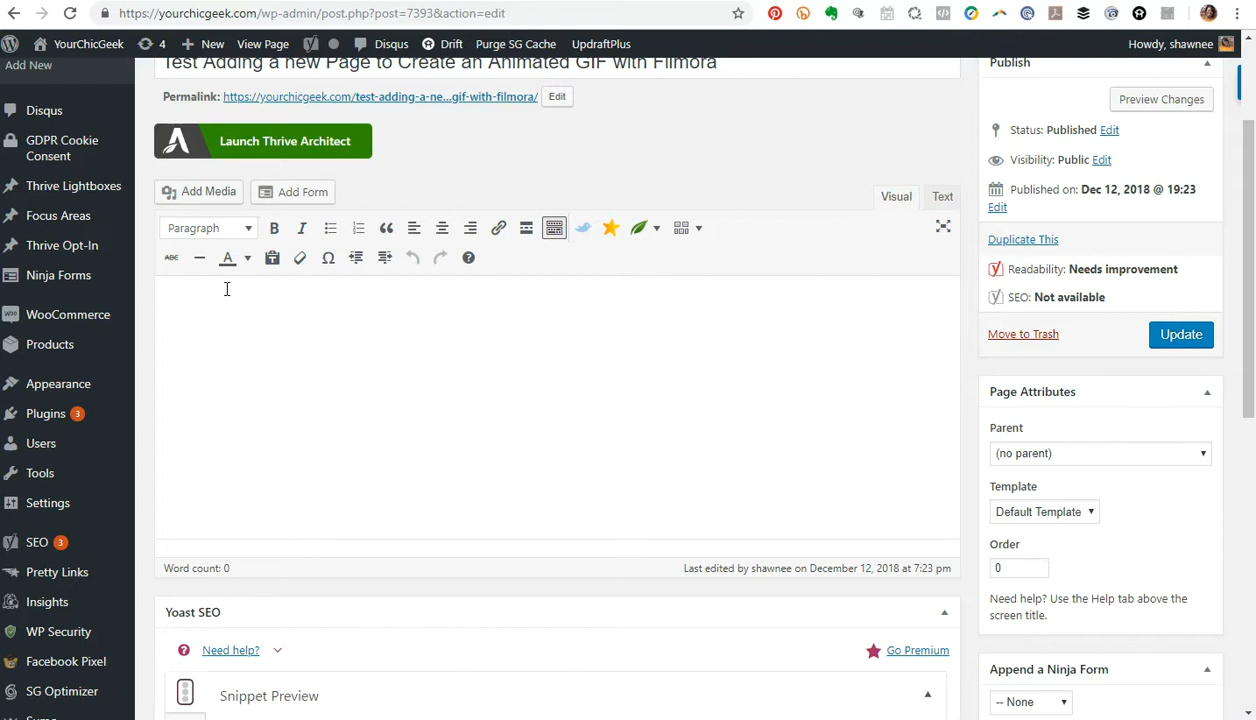 https://yourchicgeek.com/wp-admin/post.php?post=7393&action=edit
YourChicGeek 4 New View Page Disqus Drift Purge SG Cache UpdraftPlus Howdy, shawnee
Add New
Disqus
GDPR Cookie
Consent
Thrive Lightboxes
Focus Areas
Thrive Opt-In
Ninja Forms
WooCommerce
Products
Appearance
Plugins 3
Users
Tools
Settings
SEO 3
Pretty Links
Insights
WP Security
Facebook Pixel
SG Optimizer
Test Adding a new Page to Create an Animated GIF with Filmora
Permalink: https://yourchicgeek.com/test-adding-a-ne...gif-with-filmora/ Edit
Launch Thrive Architect
Add Media Add Form
Visual Text
Paragraph B I
ABC A
Word count: 0 Last edited by shawnee on December 12, 2018 at 7:23 pm
Yoast SEO
Need help? Go Premium
Snippet Preview
Publish
Preview Changes
Status: Published Edit
Visibility: Public Edit
Published on: Dec 12, 2018 @ 19:23
Edit
Duplicate This
Readability: Needs improvement
SEO: Not available
Move to Trash Update
Page Attributes
Parent
(no parent)
Template
Default Template
Order
0
Need help? Use the Help tab above the
screen title.
Append a Ninja Form
-- None